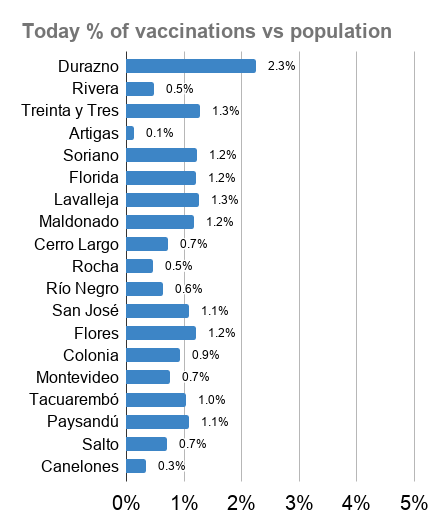 Today % of vaccinations vs population
Durazno 2.3%
Rivera 0.5%
Treinta y Tres 1.3%
Artigas 0.1%
Soriano 1.2%
Florida 1.2%
Lavalleja 1.3%
Maldonado 1.2%
Cerro Largo 0.7%
Rocha 0.5%
Río Negro 0.6%
San José 1.1%
Flores 1.2%
Colonia 0.9%
Montevideo 0.7%
Tacuarembó 1.0%
Paysandú 1.1%
Salto 0.7%
Canelones 0.3%
0% 1% 2% 3% 4% 5%